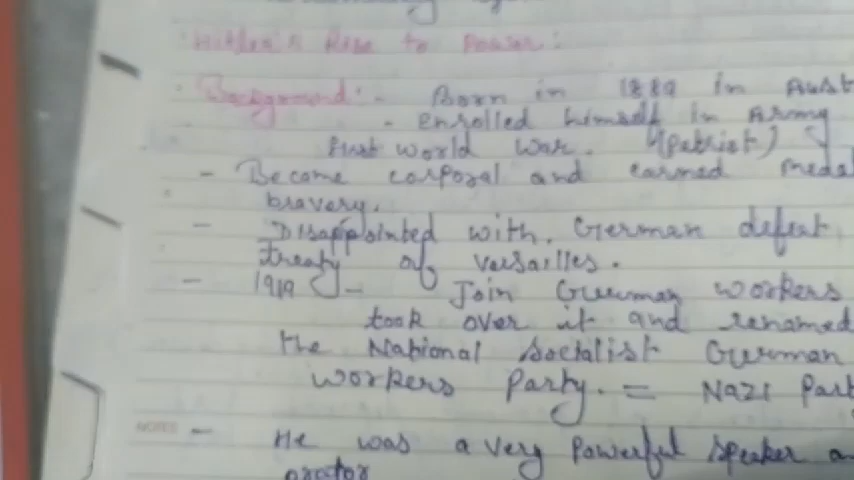 Hitler's Rise to Power:
Background:- Born in 1889 in Aust
- enrolled himself in Army
first world war. (Patriot)
- Became corporal and earned medal
bravery.
- Disappointed with German defeat
treaty of Versailles.
- 1919 - Join German workers
took over it and renamed
the National Socialist German
workers Party. = NAZI Part
NOTES - He was a very powerful speaker a
orator